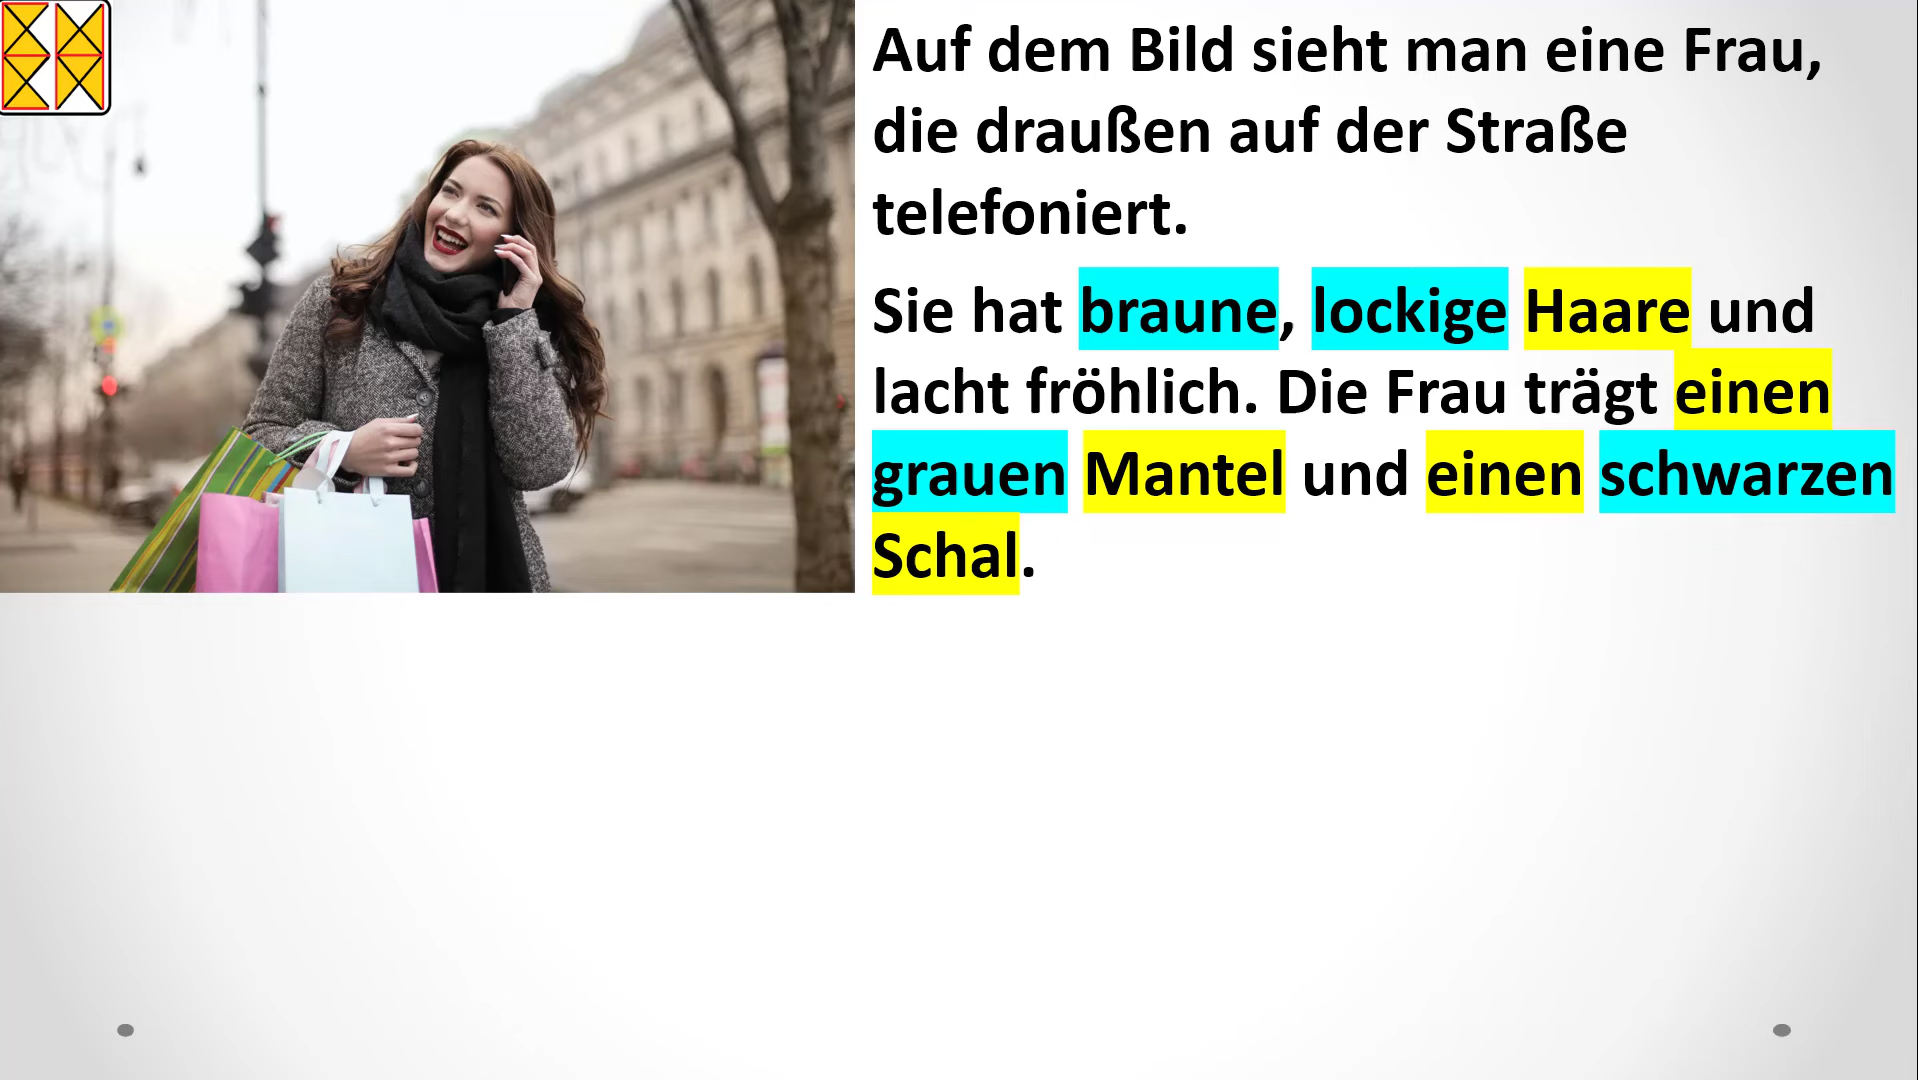 Auf dem Bild sieht man eine Frau,
die draußen auf der Straße
telefoniert.
Sie hat braune, lockige Haare und
lacht fröhlich. Die Frau trägt einen
grauen Mantel und einen schwarzen
Schal.